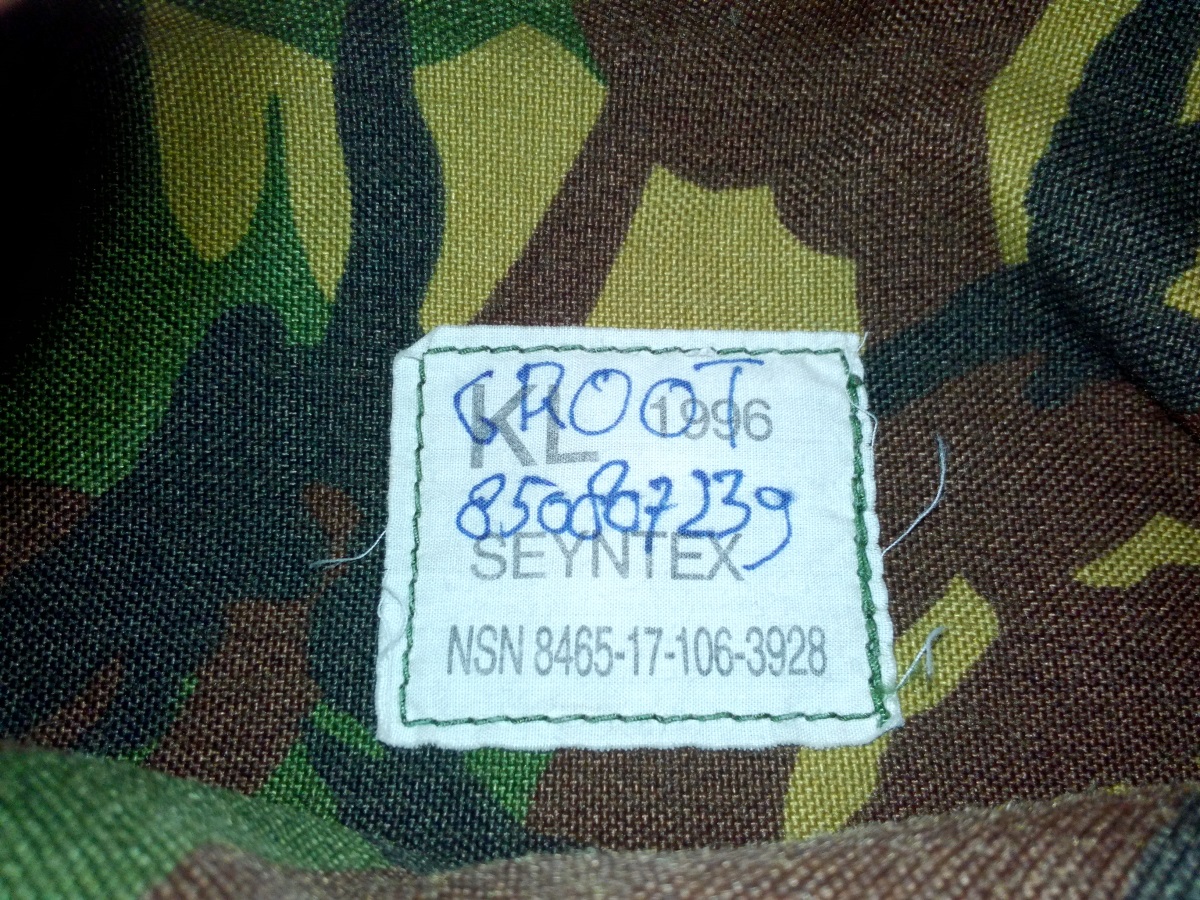 GROOT
KL 1996
850807239
SEYNTEX
NSN 8465-17-106-3928